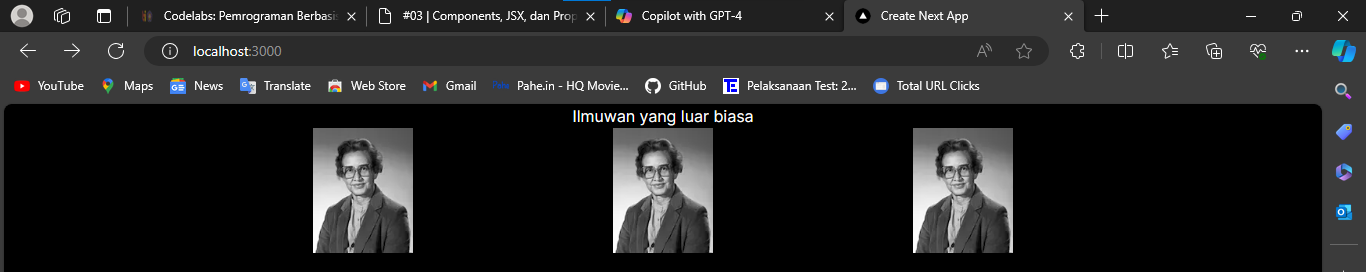 Codelabs: Pemrograman Berbasis
#03 | Components, JSX, dan Prop
Copilot with GPT-4
Create Next App
localhost:3000
YouTube
Maps
News
Translate
Web Store
Gmail
Pahe.in - HQ Movie...
GitHub
Pelaksanaan Test: 2...
Total URL Clicks
Ilmuwan yang luar biasa